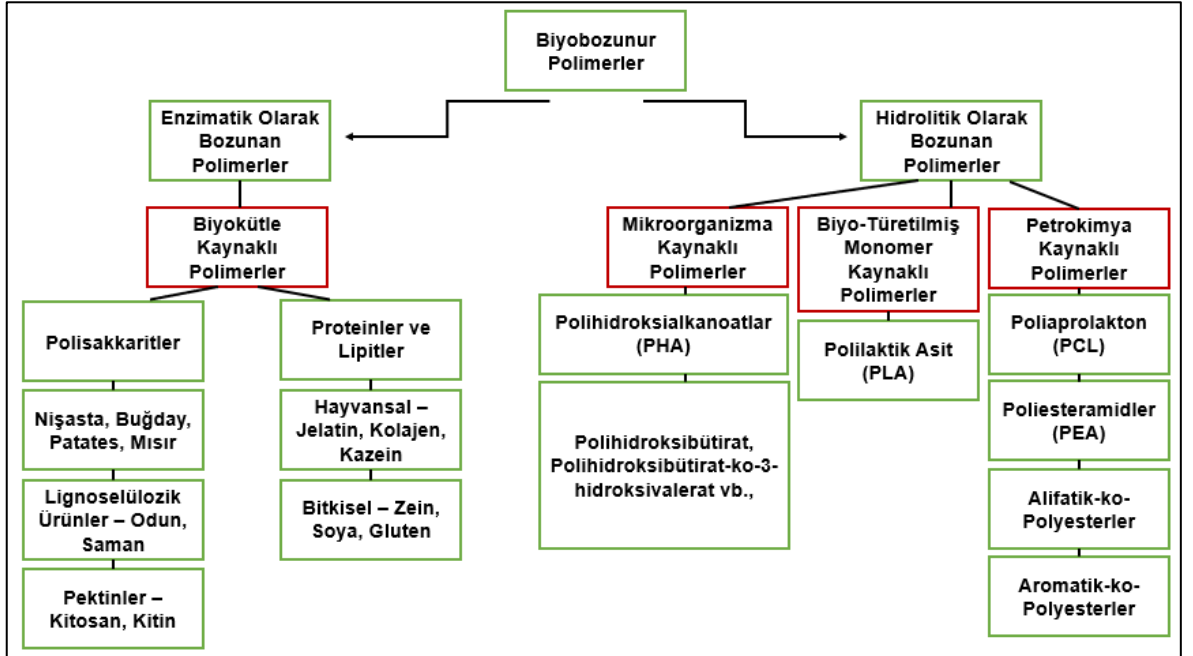 Biyobozunur
Polimerler
Enzimatik Olarak
Bozunan
Polimerler
Hidrolitik Olarak
Bozunan
Polimerler
Biyokütle
Kaynaklı
Polimerler
Mikroorganizma
Kaynaklı
Polimerler
Biyo-Türetilmiş
Monomer
Kaynaklı
Polimerler
Petrokimya
Kaynaklı
Polimerler
Polisakkaritler
Proteinler ve
Lipitler
Polihidroksialkanoatlar
(PHA)
Polilaktik Asit
(PLA)
Poliaprolakton
(PCL)
Nişasta, Buğday,
Patates, Mısır
Hayvansal –
Jelatin, Kolajen,
Kazein
Polihidroksibütirat,
Polihidroksibütirat-ko-3-
hidroksivalerat vb.,
Poliesteramidler
(PEA)
Lignoselülozik
Ürünler – Odun,
Saman
Bitkisel – Zein,
Soya, Gluten
Alifatik-ko-
Polyesterler
Pektinler –
Kitosan, Kitin
Aromatik-ko-
Polyesterler